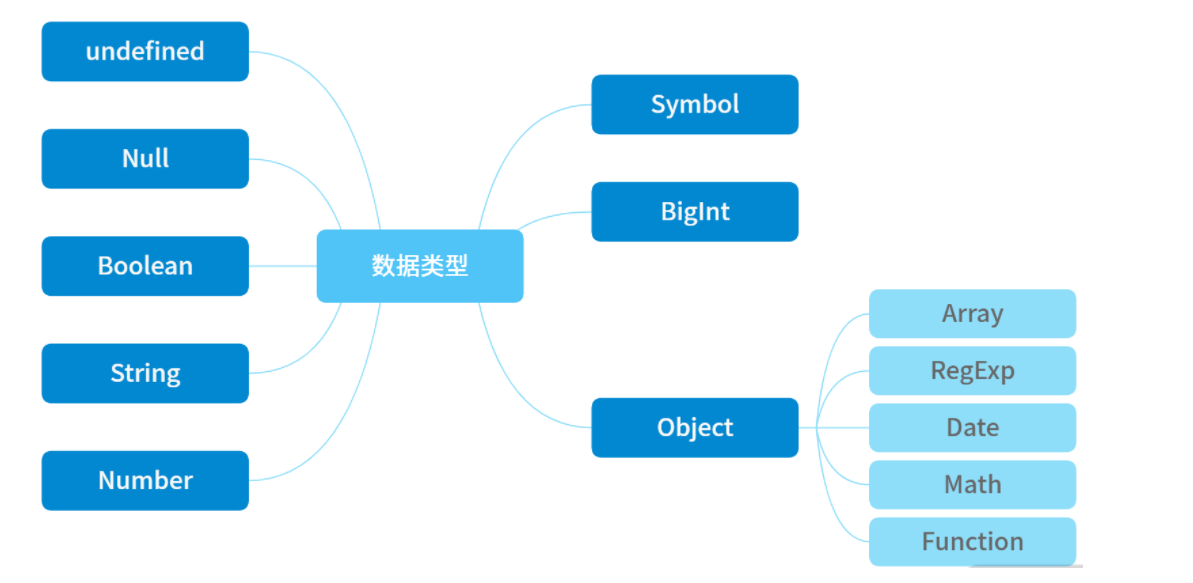 undefined
Null
Boolean
String
Number
数据类型
Symbol
BigInt
Object
Array
RegExp
Date
Math
Function